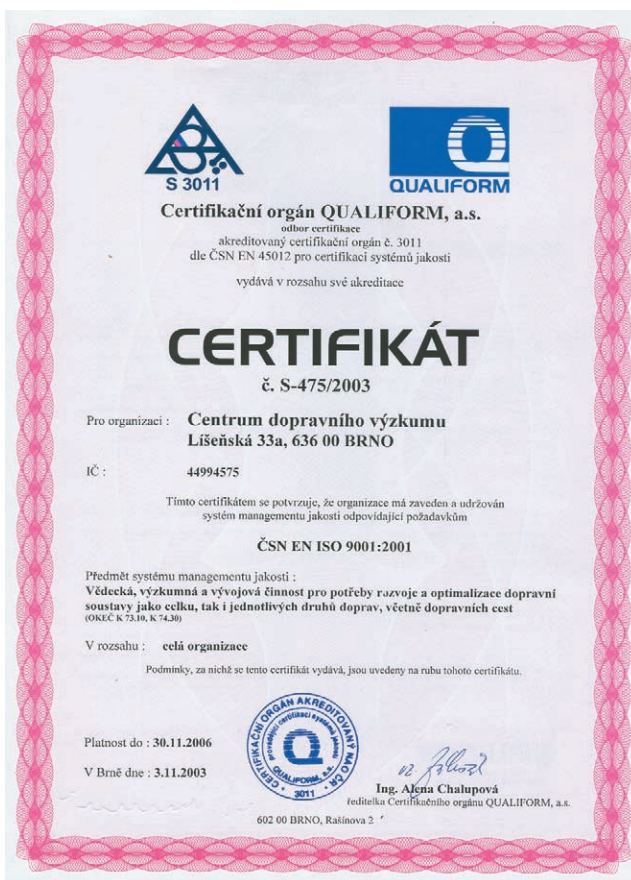 S 3011
QUALIFORM
Certifikační orgán QUALIFORM, a.s.
odbor certifikace
akreditovaný certifikační orgán č. 3011
dle ČSN EN 45012 pro certifikaci systémů jakosti
vydává v rozsahu své akreditace
CERTIFIKÁT
č. S-475/2003
Pro organizaci : Centrum dopravního výzkumu
Líšeňská 33a, 636 00 BRNO
IČ : 44994575
Tímto certifikátem se potvrzuje, že organizace má zaveden a udržován
systém managementu jakosti odpovídající požadavkům
ČSN EN ISO 9001:2001
Předmět systému managementu jakosti :
Vědecká, výzkumná a vývojová činnost pro potřeby rozvoje a optimalizace dopravní
soustavy jako celku, tak i jednotlivých druhů doprav, včetně dopravních cest
(OKEČ K 73.10, K 74.30)
V rozsahu : celá organizace
Podmínky, za nichž se tento certifikát vydává, jsou uvedeny na rubu tohoto certifikátu.
CERTIFIKAČNÍ ORGÁN AKREDITOVANÝ NAO ČR
provádějící certifikaci systémů jakosti
QUALIFORM, a.s.
3011
Platnost do : 30.11.2006
V Brně dne : 3.11.2003
Ing. Alena Chalupová
ředitelka Certifikačního orgánu QUALIFORM, a.s.
602 00 BRNO, Rašínova 2